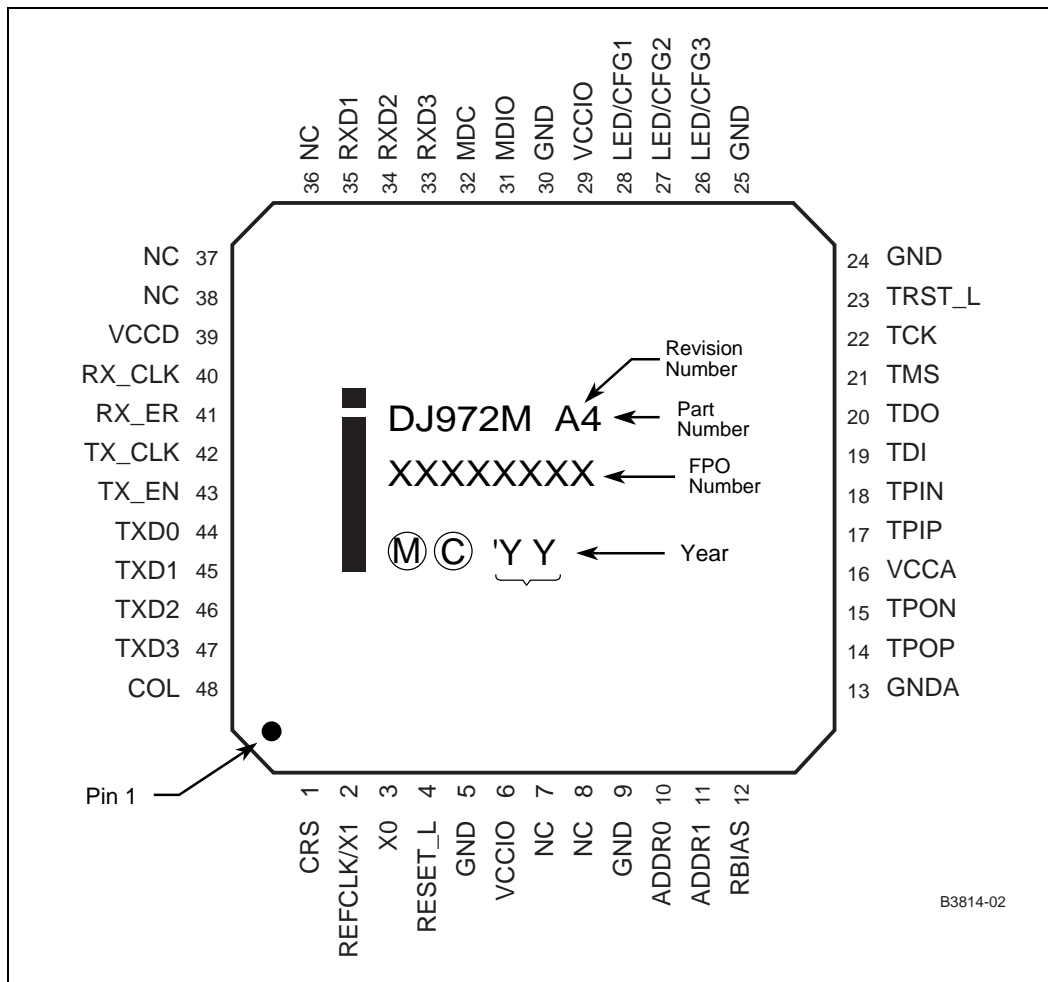 36 NC
35 RXD1
34 RXD2
33 RXD3
32 MDC
31 MDIO
30 GND
29 VCCIO
28 LED/CFG1
27 LED/CFG2
26 LED/CFG3
25 GND
NC 37
NC 38
VCCD 39
RX_CLK 40
RX_ER 41
TX_CLK 42
TX_EN 43
TXD0 44
TXD1 45
TXD2 46
TXD3 47
COL 48
24 GND
23 TRST_L
22 TCK
21 TMS
20 TDO
19 TDI
18 TPIN
17 TPIP
16 VCCA
15 TPON
14 TPOP
13 GNDA
Revision
Number
DJ972M A4
Part
Number
XXXXXXXX
FPO
Number
M C 'Y Y
Year
Pin 1
CRS 1
REFCLK/X1 2
X0 3
RESET_L 4
GND 5
VCCIO 6
NC 7
NC 8
GND 9
ADDR0 10
ADDR1 11
RBIAS 12
B3814-02